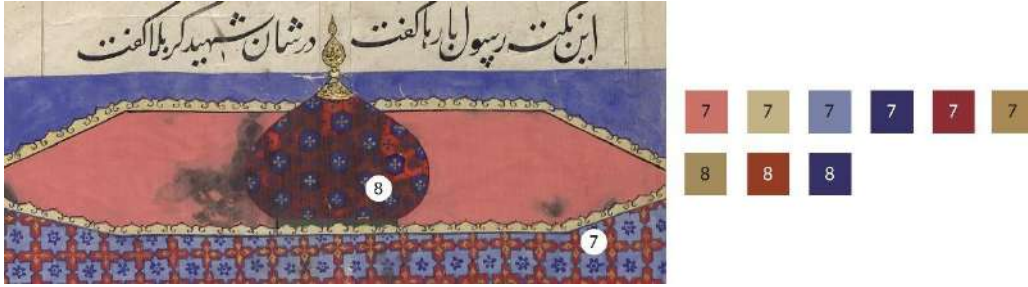 این نکته رسول بارها گفت در شان شهید کربلا گفت
7 7 7 7 7 7
8 8 8
8
7